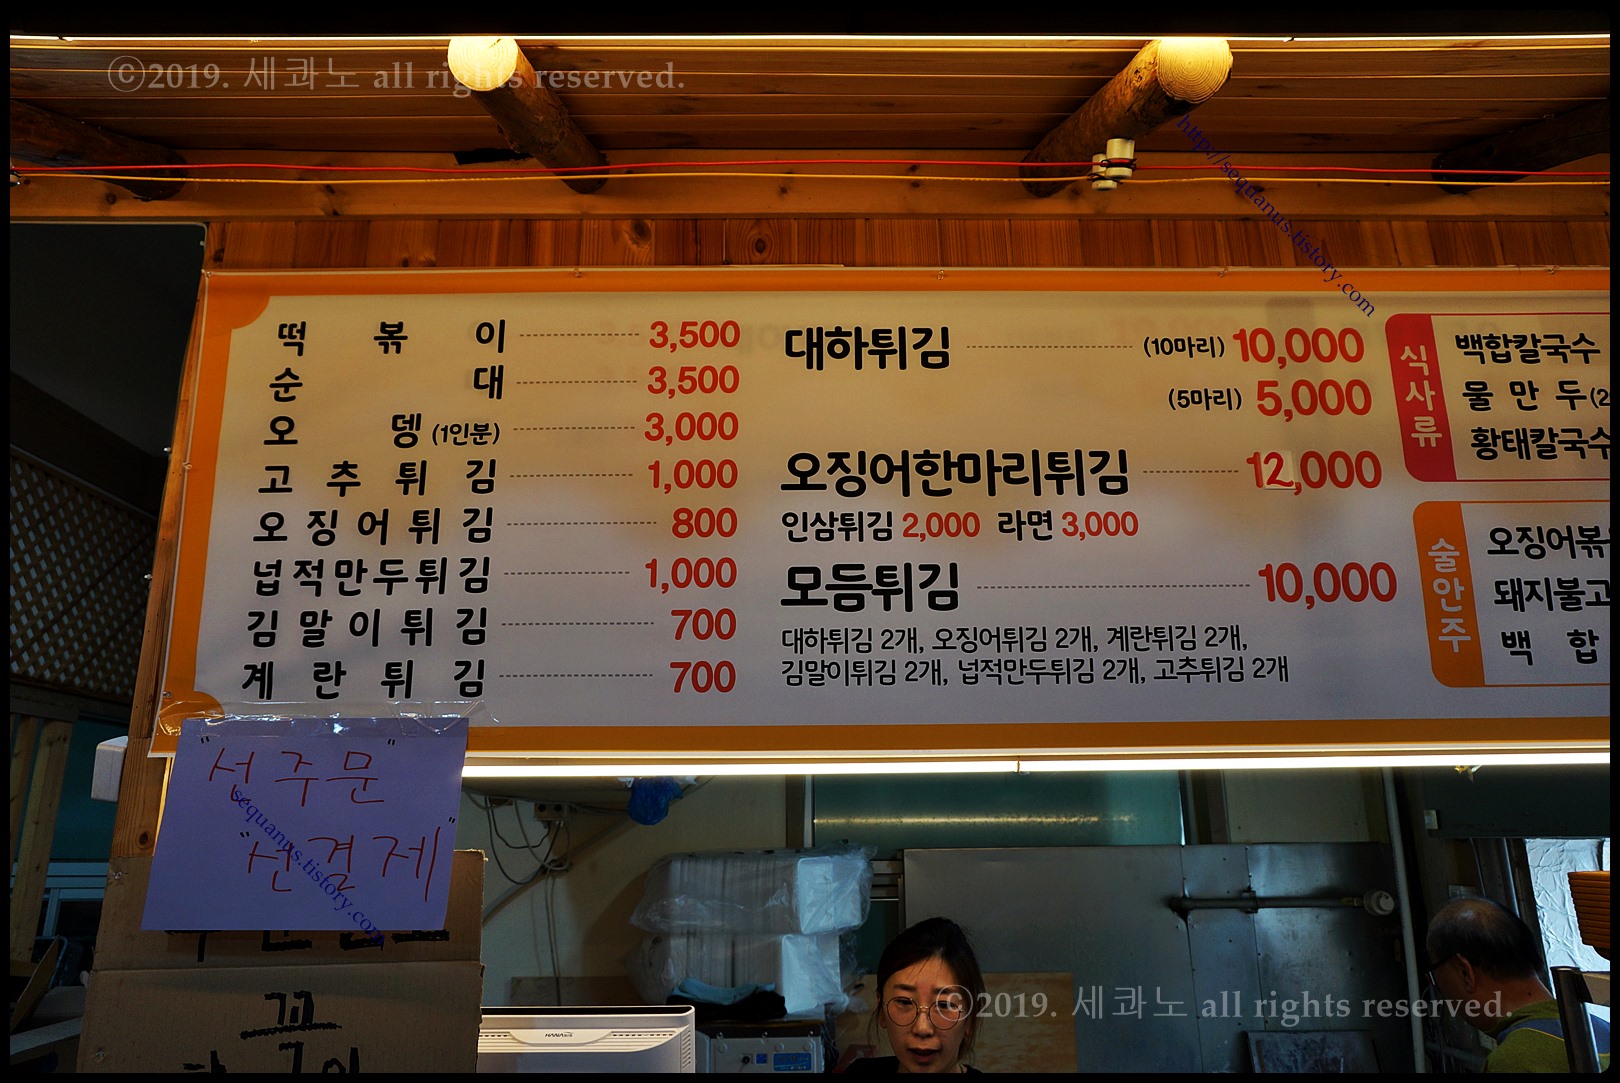 ©2019. 세콰노 all rights reserved.
http://sequanus.tistory.com
떡볶이 3,500
순대 3,500
오뎅 (1인분) 3,000
고추튀김 1,000
오징어튀김 800
넙적만두튀김 1,000
김말이튀김 700
계란튀김 700
대하튀김 (10마리) 10,000
(5마리) 5,000
오징어한마리튀김 12,000
인삼튀김 2,000 라면 3,000
모듬튀김 10,000
대하튀김 2개, 오징어튀김 2개, 계란튀김 2개,
김말이튀김 2개, 넙적만두튀김 2개, 고추튀김 2개
식사류
백합칼국수
물만두(2
황태칼국수
술안주
오징어볶
돼지불고
백합
"선주문"
"선결제"
sequanus.tistory.com
©2019. 세콰노 all rights reserved.